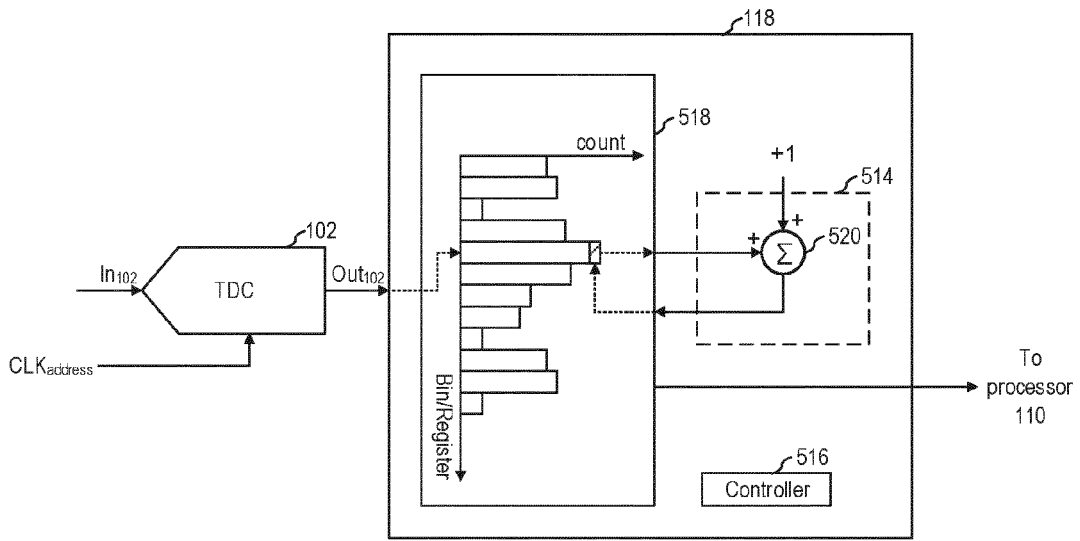 118
518
count
+1
514
102
+
+
520
Σ
In102
TDC
Out102
CLKaddress
Bin/Register
To
processor
110
516
Controller